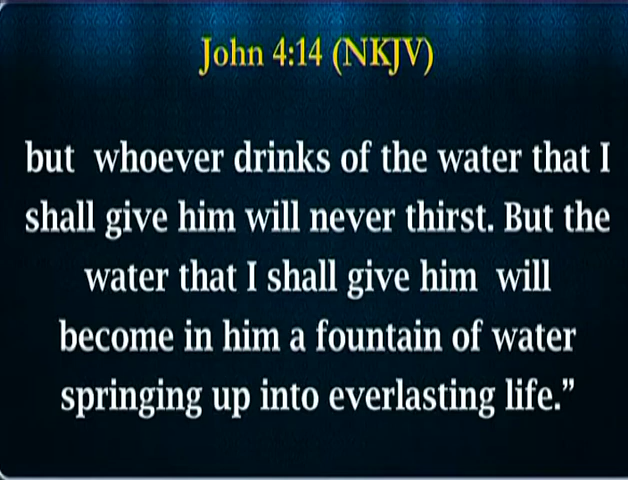 John 4:14 (NKJV)
but whoever drinks of the water that I
shall give him will never thirst. But the
water that I shall give him will
become in him a fountain of water
springing up into everlasting life.”